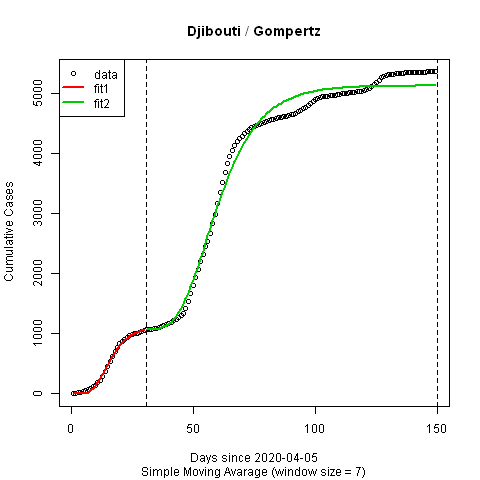 Djibouti / Gompertz
data
fit1
fit2
Cumulative Cases
5000
4000
3000
2000
1000
0
0 50 100 150
Days since 2020-04-05
Simple Moving Avarage (window size = 7)